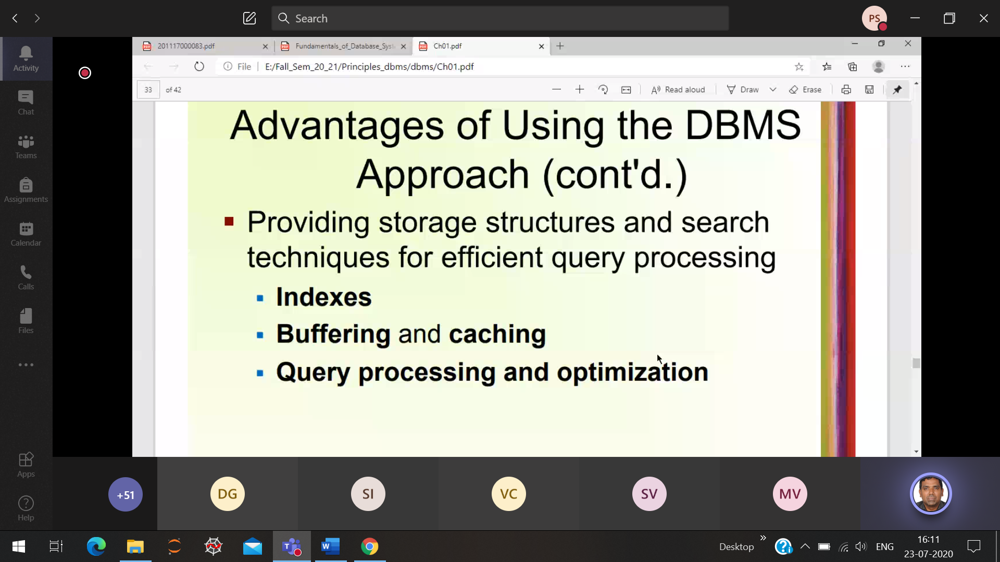 Search
PS
Activity
Chat
Teams
Assignments
Calendar
Calls
Files
Apps
Help
201117000083.pdf
Fundamentals_of_Database_Syst
Ch01.pdf
File
E:/Fall_Sem_20_21/Principles_dbms/dbms/Ch01.pdf
33 of 42
Read aloud
Draw
Erase
Advantages of Using the DBMS
Approach (cont'd.)
Providing storage structures and search
techniques for efficient query processing
Indexes
Buffering and caching
Query processing and optimization
+51
DG
SI
VC
SV
MV
Desktop
ENG
16:11
23-07-2020